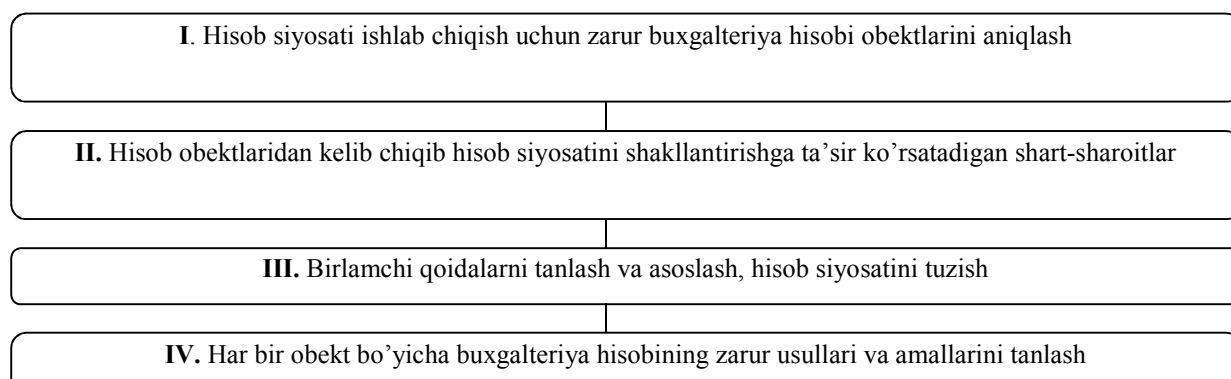 I. Hisob siyosati ishlab chiqish uchun zarur buxgalteriya hisobi obektlarini aniqlash
II. Hisob obektlaridan kelib chiqib hisob siyosatini shakllantirishga ta’sir ko’rsatadigan shart-sharoitlar
III. Birlamchi qoidalarni tanlash va asoslash, hisob siyosatini tuzish
IV. Har bir obekt bo’yicha buxgalteriya hisobining zarur usullari va amallarini tanlash